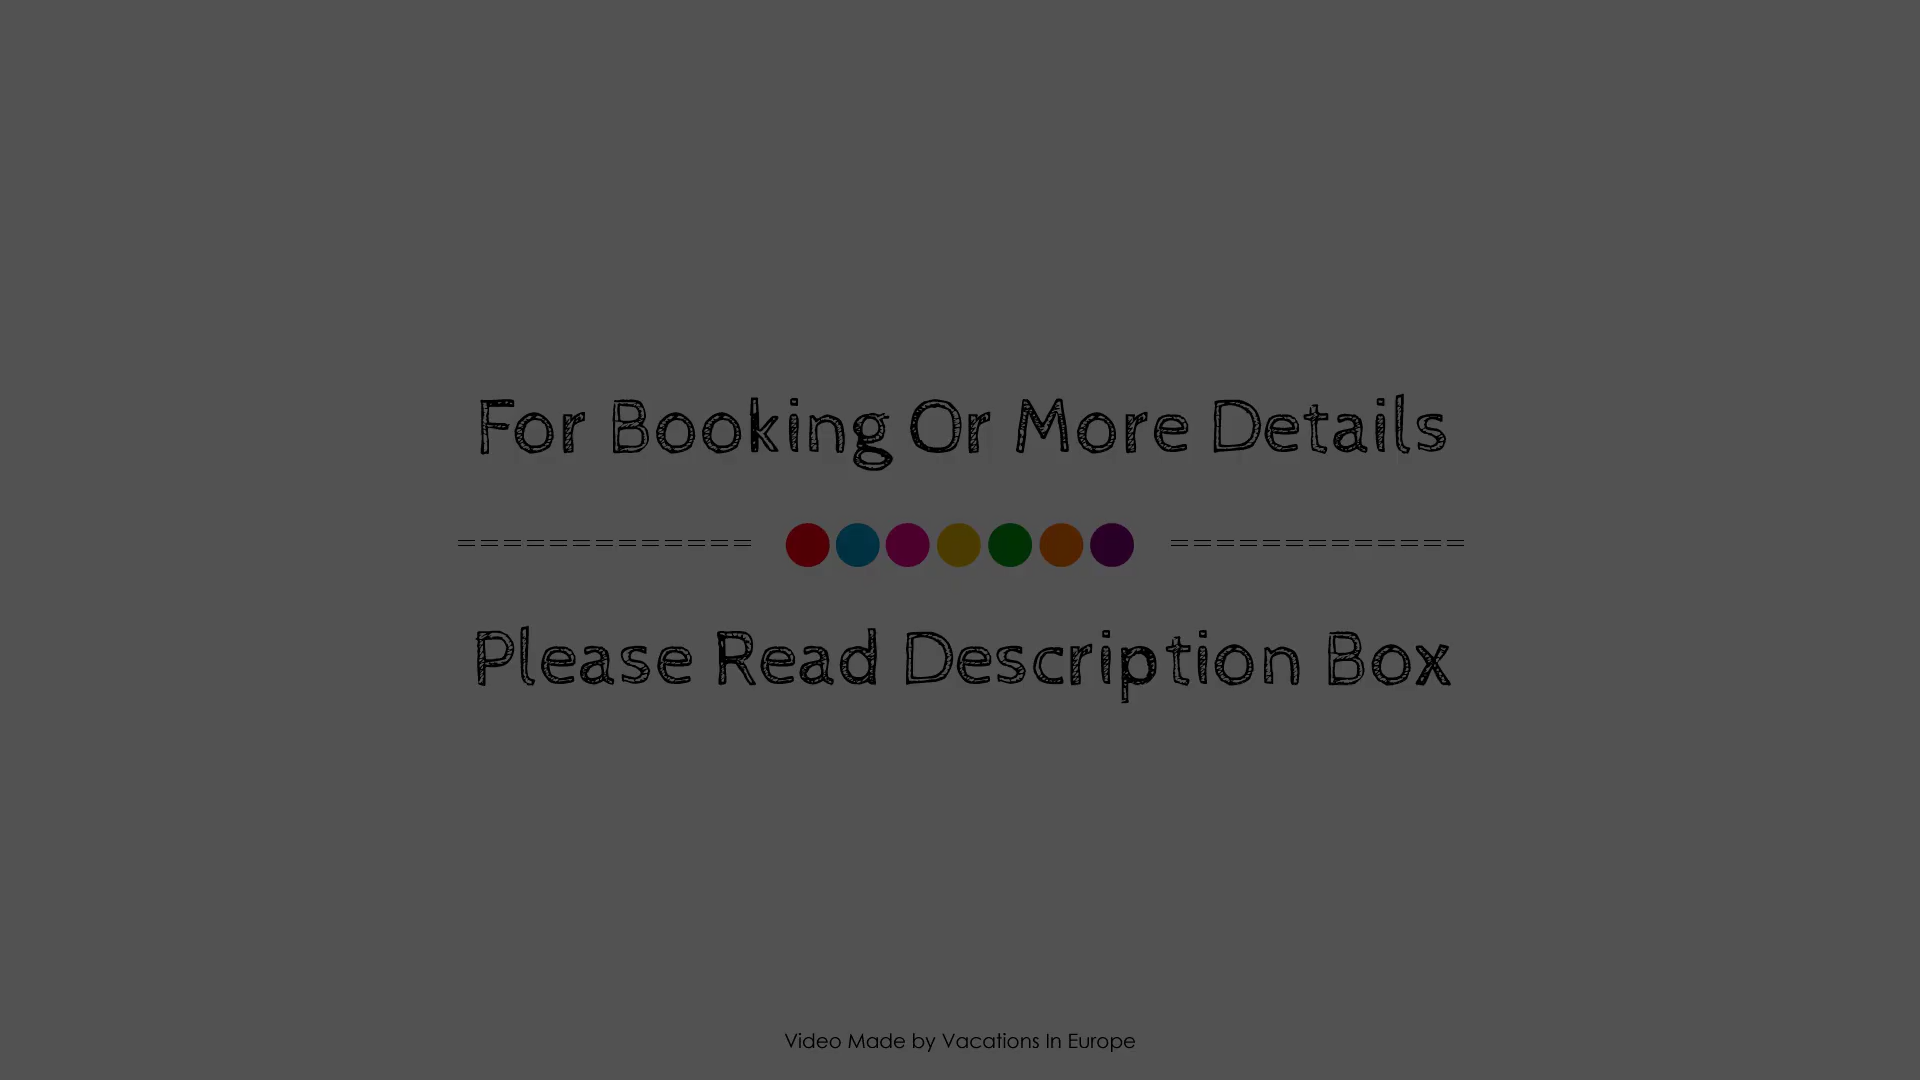 For Booking Or More Details
============= =============
Please Read Description Box
Video Made by Vacations In Europe